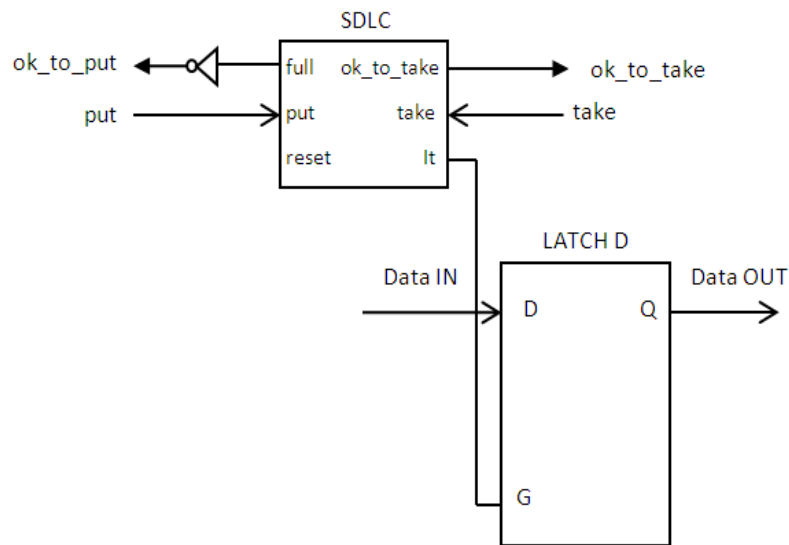 SDLC
ok_to_put
full
ok_to_take
ok_to_take
put
put
take
take
reset
lt
LATCH D
Data IN
Data OUT
D
Q
G